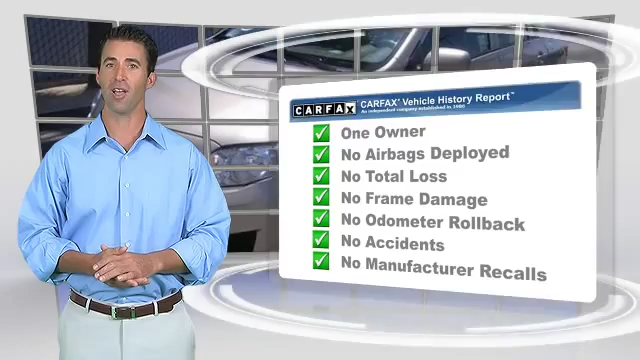 CARFAX CARFAX® Vehicle History Report™
An independent company established in 1986
One Owner
No Airbags Deployed
No Total Loss
No Frame Damage
No Odometer Rollback
No Accidents
No Manufacturer Recalls